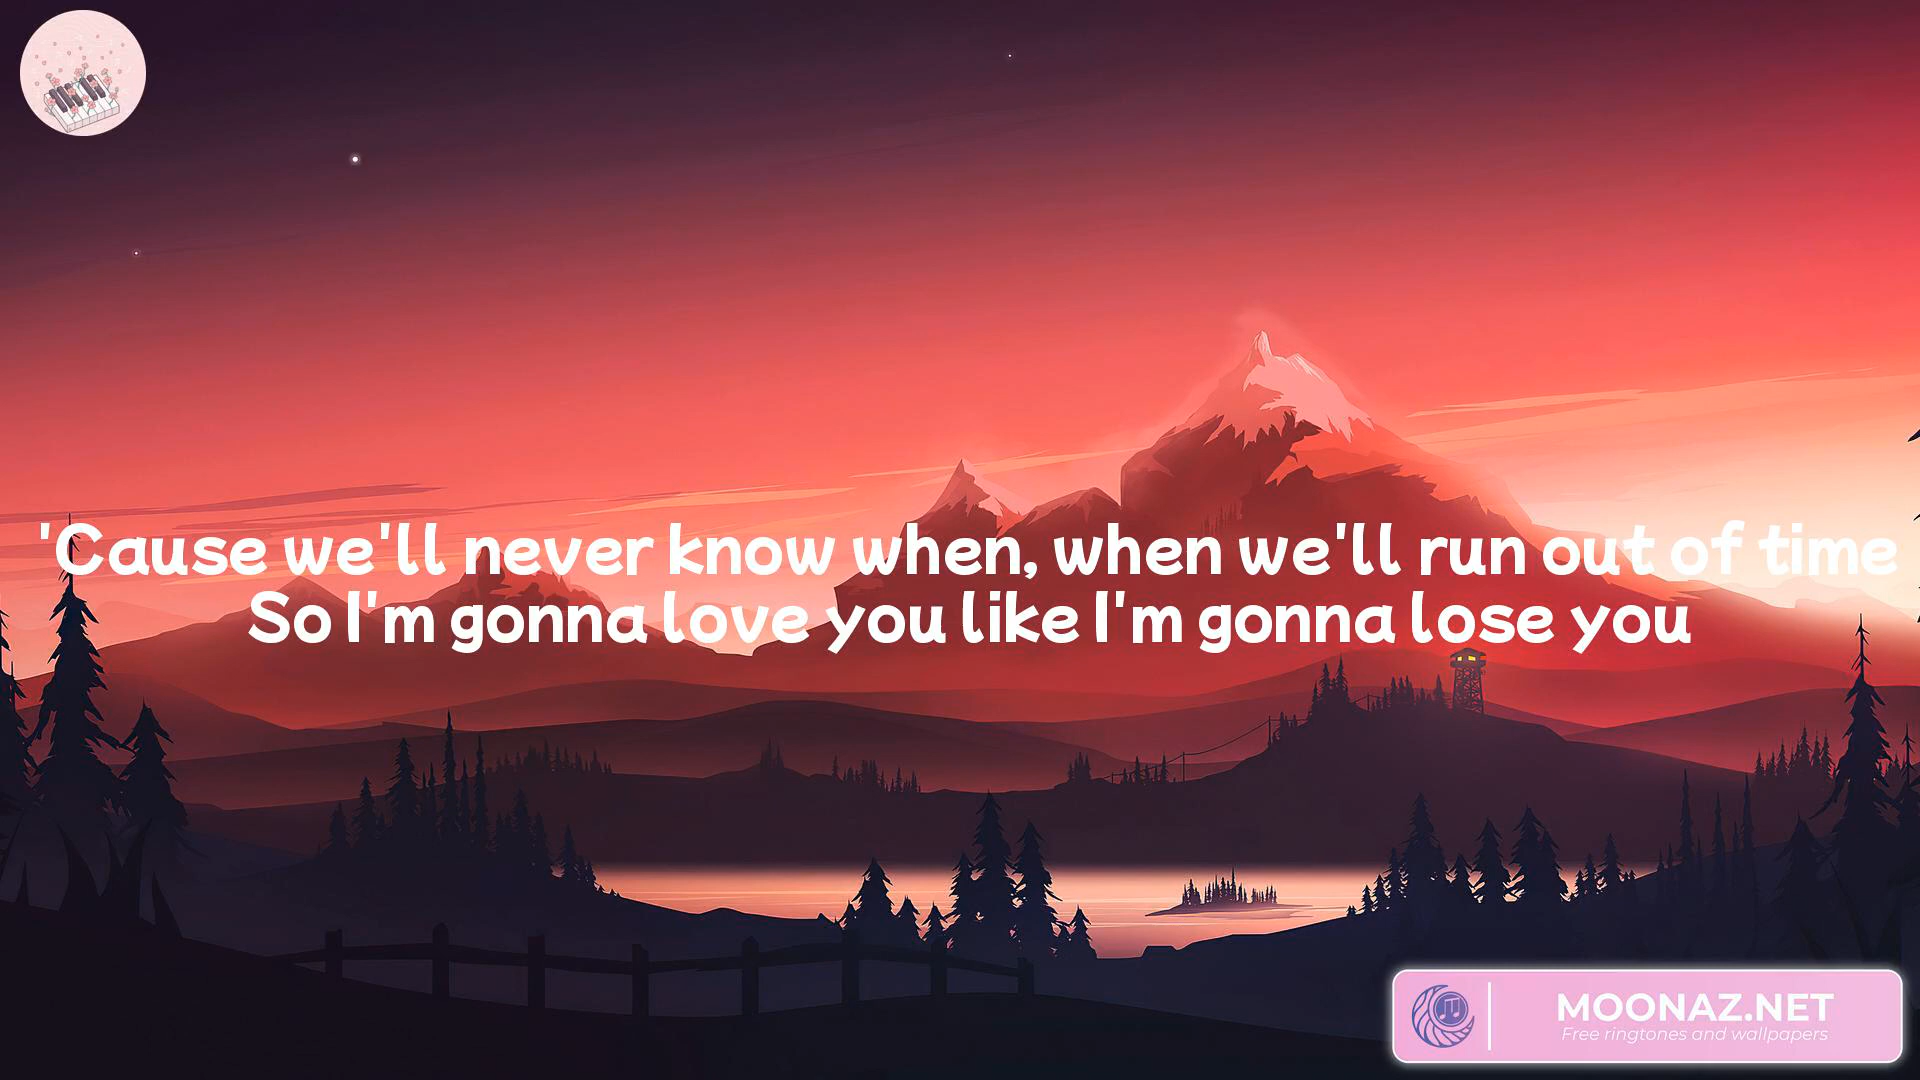 'Cause we'll never know when, when we'll run out of time
So I'm gonna love you like I'm gonna lose you
MOONAZ.NET
Free ringtones and wallpapers